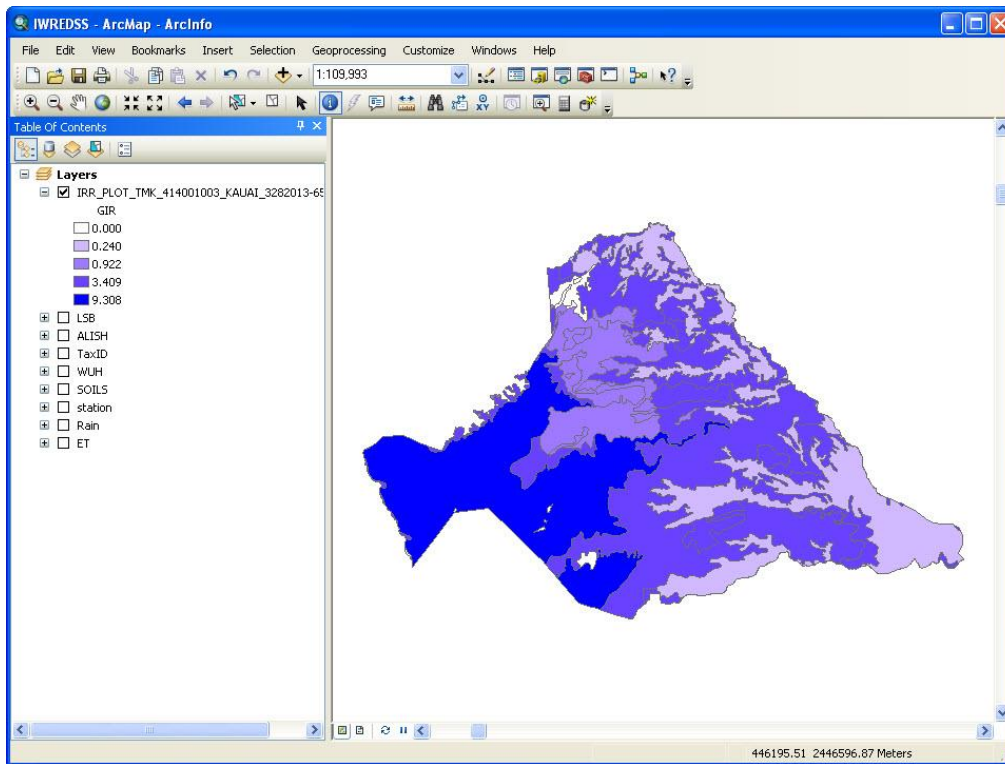 IWREDSS - ArcMap - ArcInfo
File Edit View Bookmarks Insert Selection Geoprocessing Customize Windows Help
1:109,993
XY
Table Of Contents
Layers
IRR_PLOT_TMK_414001003_KAUAI_3282013-65
GIR
0.000
0.240
0.922
3.409
9.308
LSB
ALISH
TaxID
WUH
SOILS
station
Rain
ET
446195.51 2446596.87 Meters